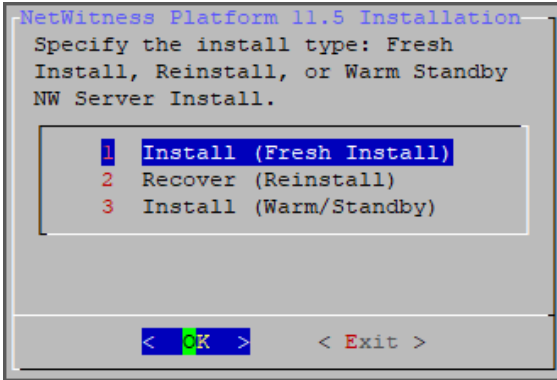 NetWitness Platform 11.5 Installation
Specify the install type: Fresh
Install, Reinstall, or Warm Standby
NW Server Install.
1 Install (Fresh Install)
2 Recover (Reinstall)
3 Install (Warm/Standby)
< OK > < Exit >